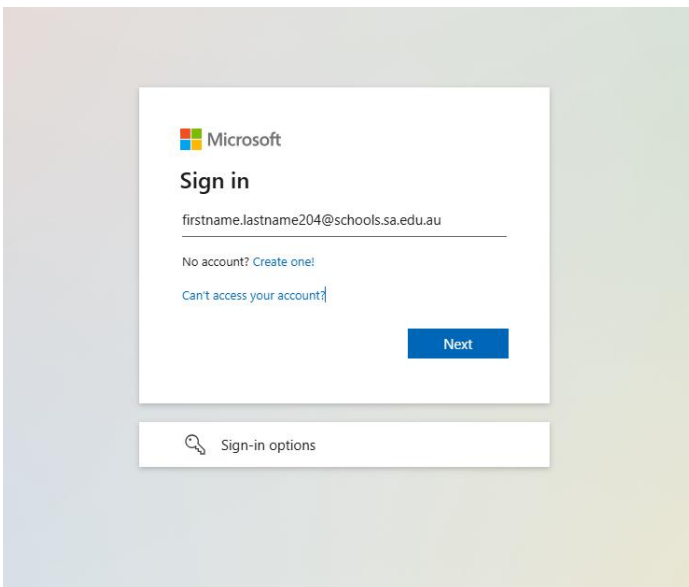 Microsoft
Sign in
firstname.lastname204@schools.sa.edu.au
No account? Create one!
Can't access your account?
Next
Sign-in options